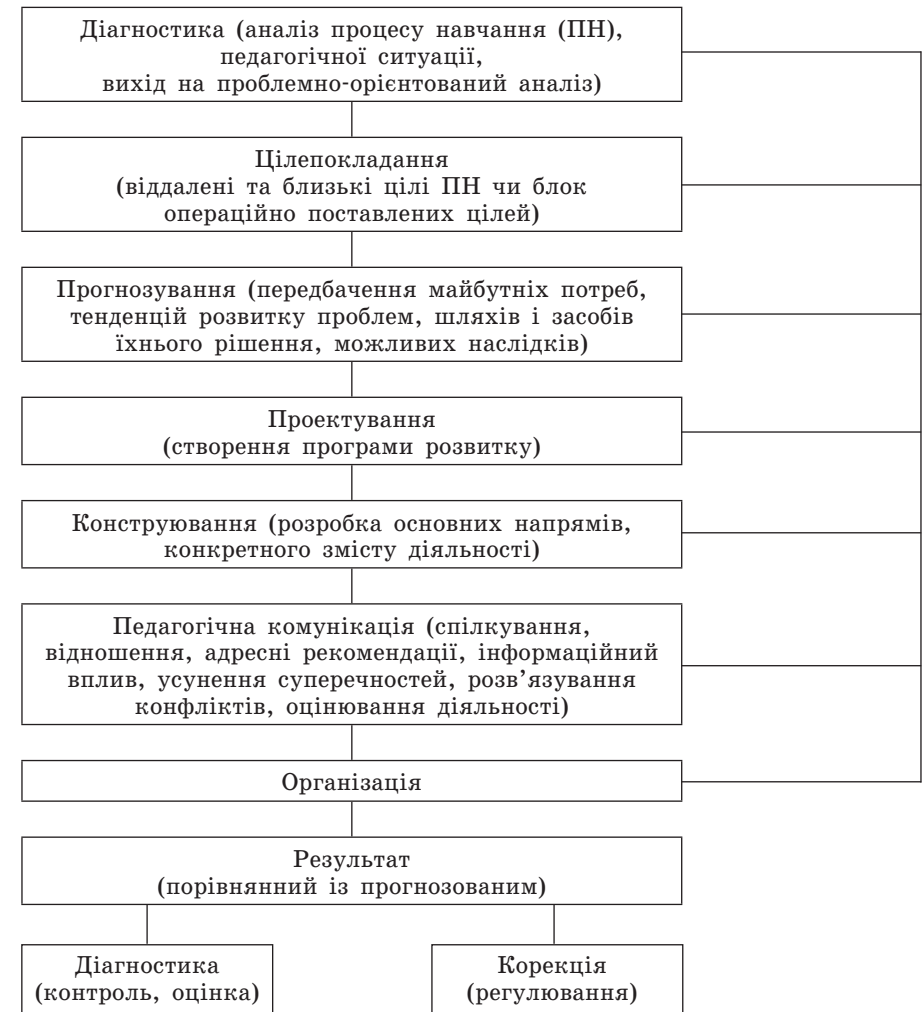 Діагностика (аналіз процесу навчання (ПН),
педагогічної ситуації,
вихід на проблемно-орієнтований аналіз)
Цілепокладання
(віддалені та близькі цілі ПН чи блок
операційно поставлених цілей)
Прогнозування (передбачення майбутніх потреб,
тенденцій розвитку проблем, шляхів і засобів
їхнього рішення, можливих наслідків)
Проектування
(створення програми розвитку)
Конструювання (розробка основних напрямів,
конкретного змісту діяльності)
Педагогічна комунікація (спілкування,
відношення, адресні рекомендації, інформаційний
вплив, усунення суперечностей, розв’язування
конфліктів, оцінювання діяльності)
Організація
Результат
(порівнянний із прогнозованим)
Діагностика
(контроль, оцінка)
Корекція
(регулювання)